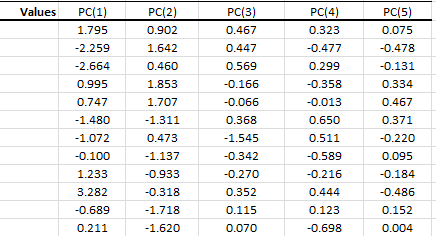 Values PC(1) PC(2) PC(3) PC(4) PC(5)
1.795 0.902 0.467 0.323 0.075
-2.259 1.642 0.447 -0.477 -0.478
-2.664 0.460 0.569 0.299 -0.131
0.995 1.853 -0.166 -0.358 0.334
0.747 1.707 -0.066 -0.013 0.467
-1.480 -1.311 0.368 0.650 0.371
-1.072 0.473 -1.545 0.511 -0.220
-0.100 -1.137 -0.342 -0.589 0.095
1.233 -0.933 -0.270 -0.216 -0.184
3.282 -0.318 0.352 0.444 -0.486
-0.689 -1.718 0.115 0.123 0.152
0.211 -1.620 0.070 -0.698 0.004